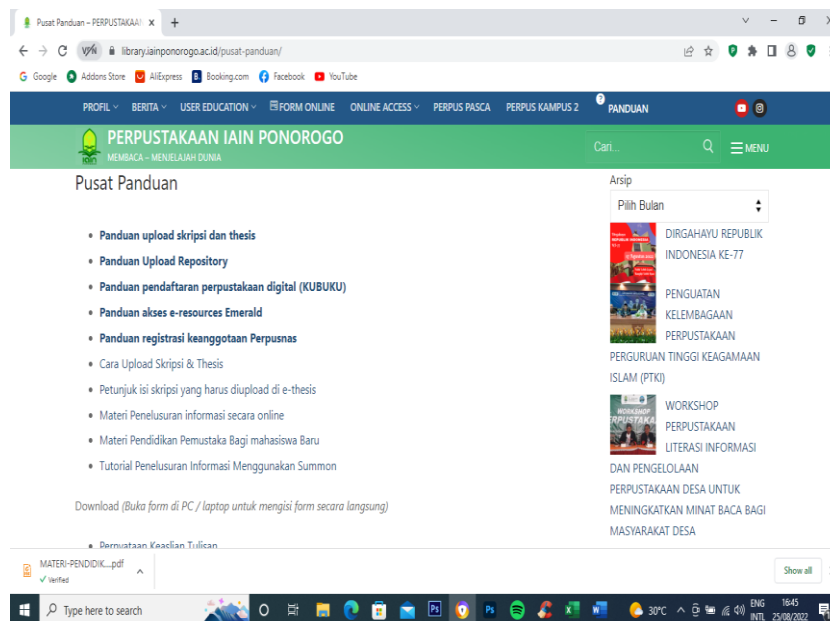 Pusat Panduan – PERPUSTAKAAN
library.iainponorogo.ac.id/pusat-panduan/
VPN
Google Addons Store AliExpress Booking.com Facebook YouTube
PROFIL BERITA USER EDUCATION FORM ONLINE ONLINE ACCESS PERPUS PASCA PERPUS KAMPUS 2 PANDUAN
PERPUSTAKAAN IAIN PONOROGO
MEMBACA – MENJELAJAH DUNIA
Cari...
MENU
Pusat Panduan
Panduan upload skripsi dan thesis
Panduan Upload Repository
Panduan pendaftaran perpustakaan digital (KUBUKU)
Panduan akses e-resources Emerald
Panduan registrasi keanggotaan Perpusnas
Cara Upload Skripsi & Thesis
Petunjuk isi skripsi yang harus diupload di e-thesis
Materi Penelusuran informasi secara online
Materi Pendidikan Pemustaka Bagi mahasiswa Baru
Tutorial Penelusuran Informasi Menggunakan Summon
Download (Buka form di PC / laptop untuk mengisi form secara langsung)
Pernyataan Keaslian Tulisan
Arsip
Pilih Bulan
DIRGAHAYU REPUBLIK
INDONESIA KE-77
PENGUATAN
KELEMBAGAAN
PERPUSTAKAAN
PERGURUAN TINGGI KEAGAMAAN
ISLAM (PTKI)
WORKSHOP
PERPUSTAKAAN
LITERASI INFORMASI
DAN PENGELOLAAN
PERPUSTAKAAN DESA UNTUK
MENINGKATKAN MINAT BACA BAGI
MASYARAKAT DESA
MATERI-PENDIDIK....pdf
Verified
Show all
Type here to search
30°C
ENG
INTL
16:45
25/08/2022